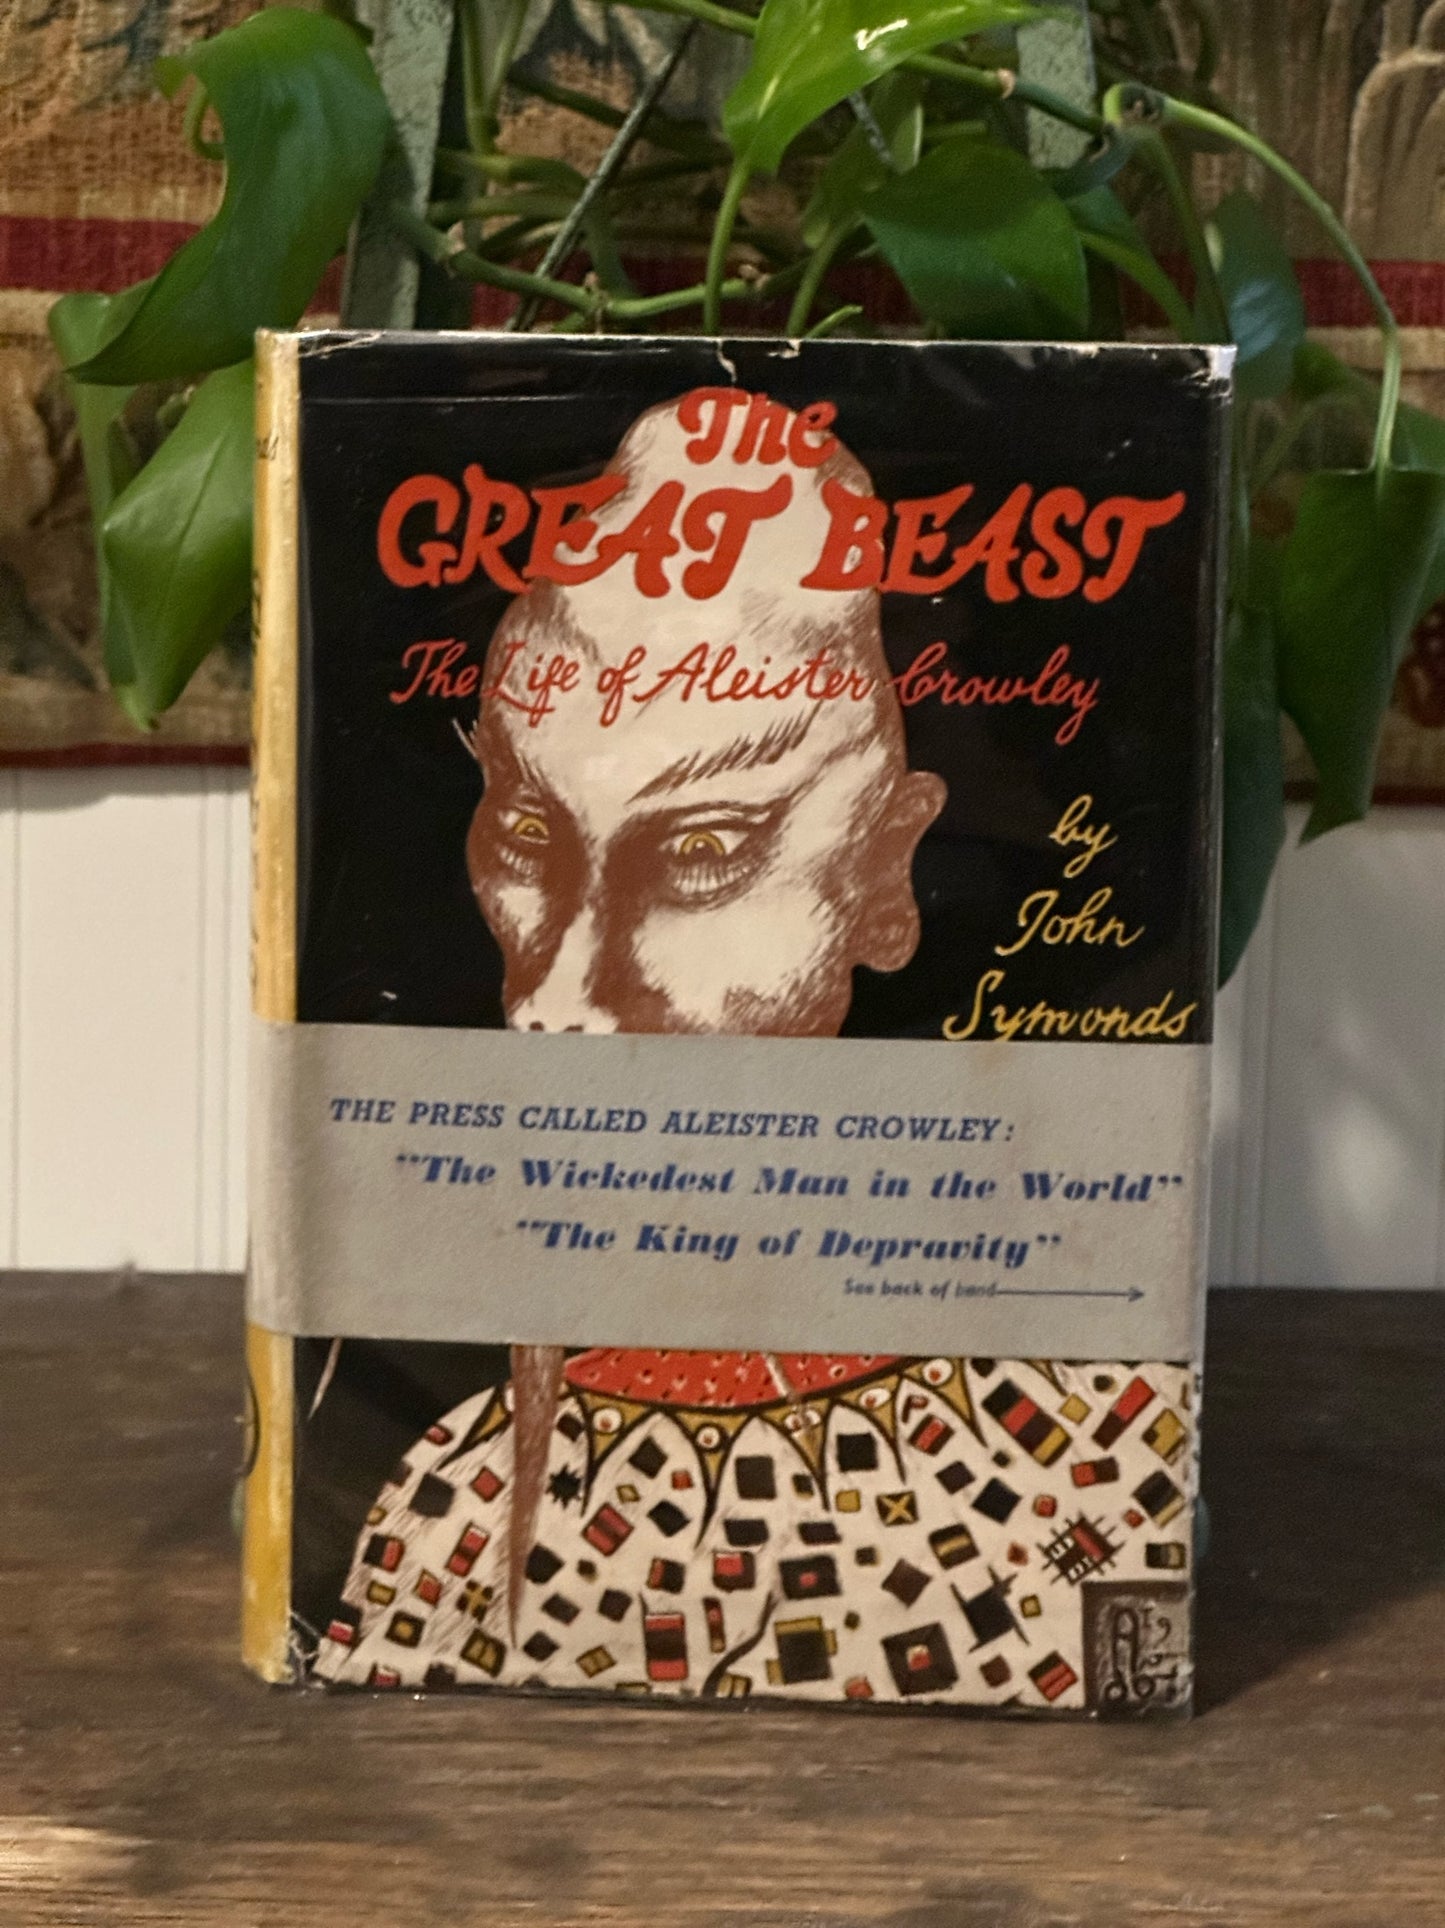 The
GREAT BEAST
The Life of Aleister Crowley
by
John
Symonds
THE PRESS CALLED ALEISTER CROWLEY:
"The Wickedest Man in the World"
"The King of Depravity"
See back of band